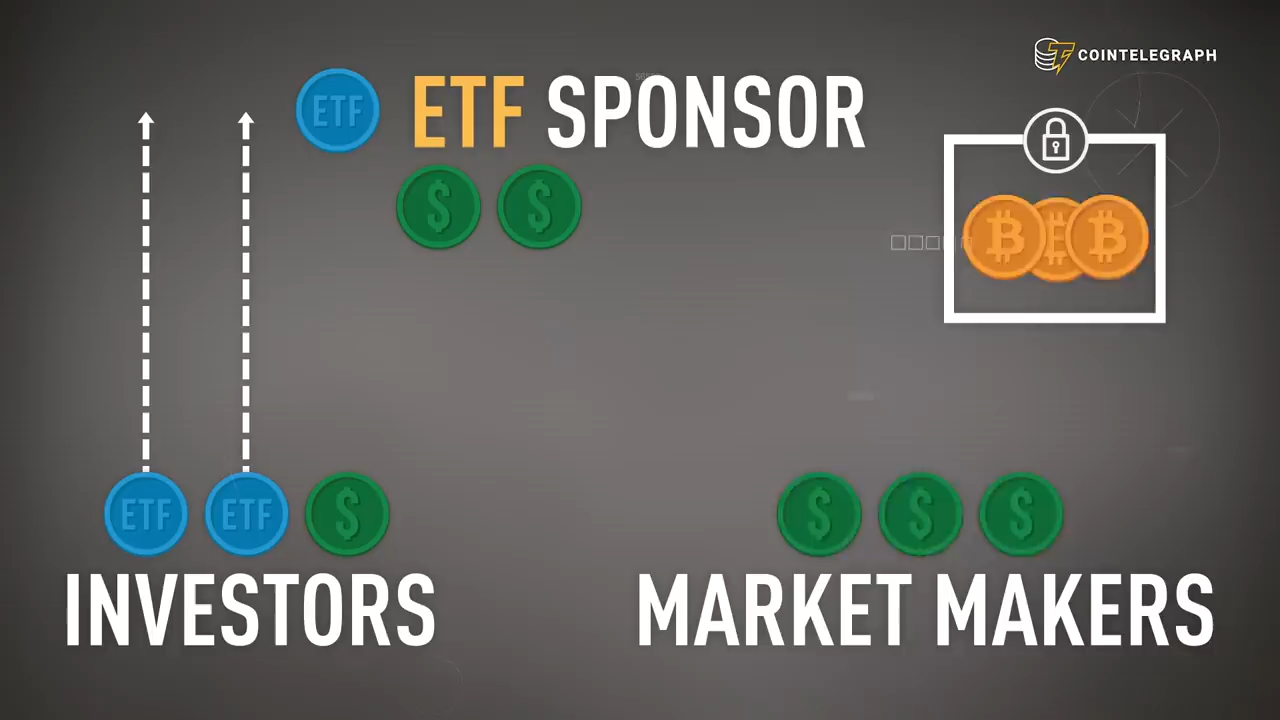 COINTELEGRAPH
ETF ETF SPONSOR
$ $
ETF ETF $
$ $ $
INVESTORS
MARKET MAKERS